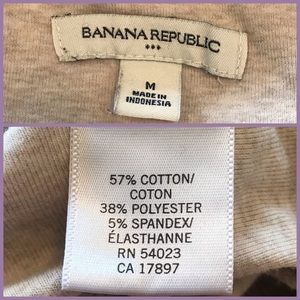 BANANA REPUBLIC
M
MADE IN
INDONESIA
57% COTTON/
COTON
38% POLYESTER
5% SPANDEX/
ÉLASTHANNE
RN 54023
CA 17897